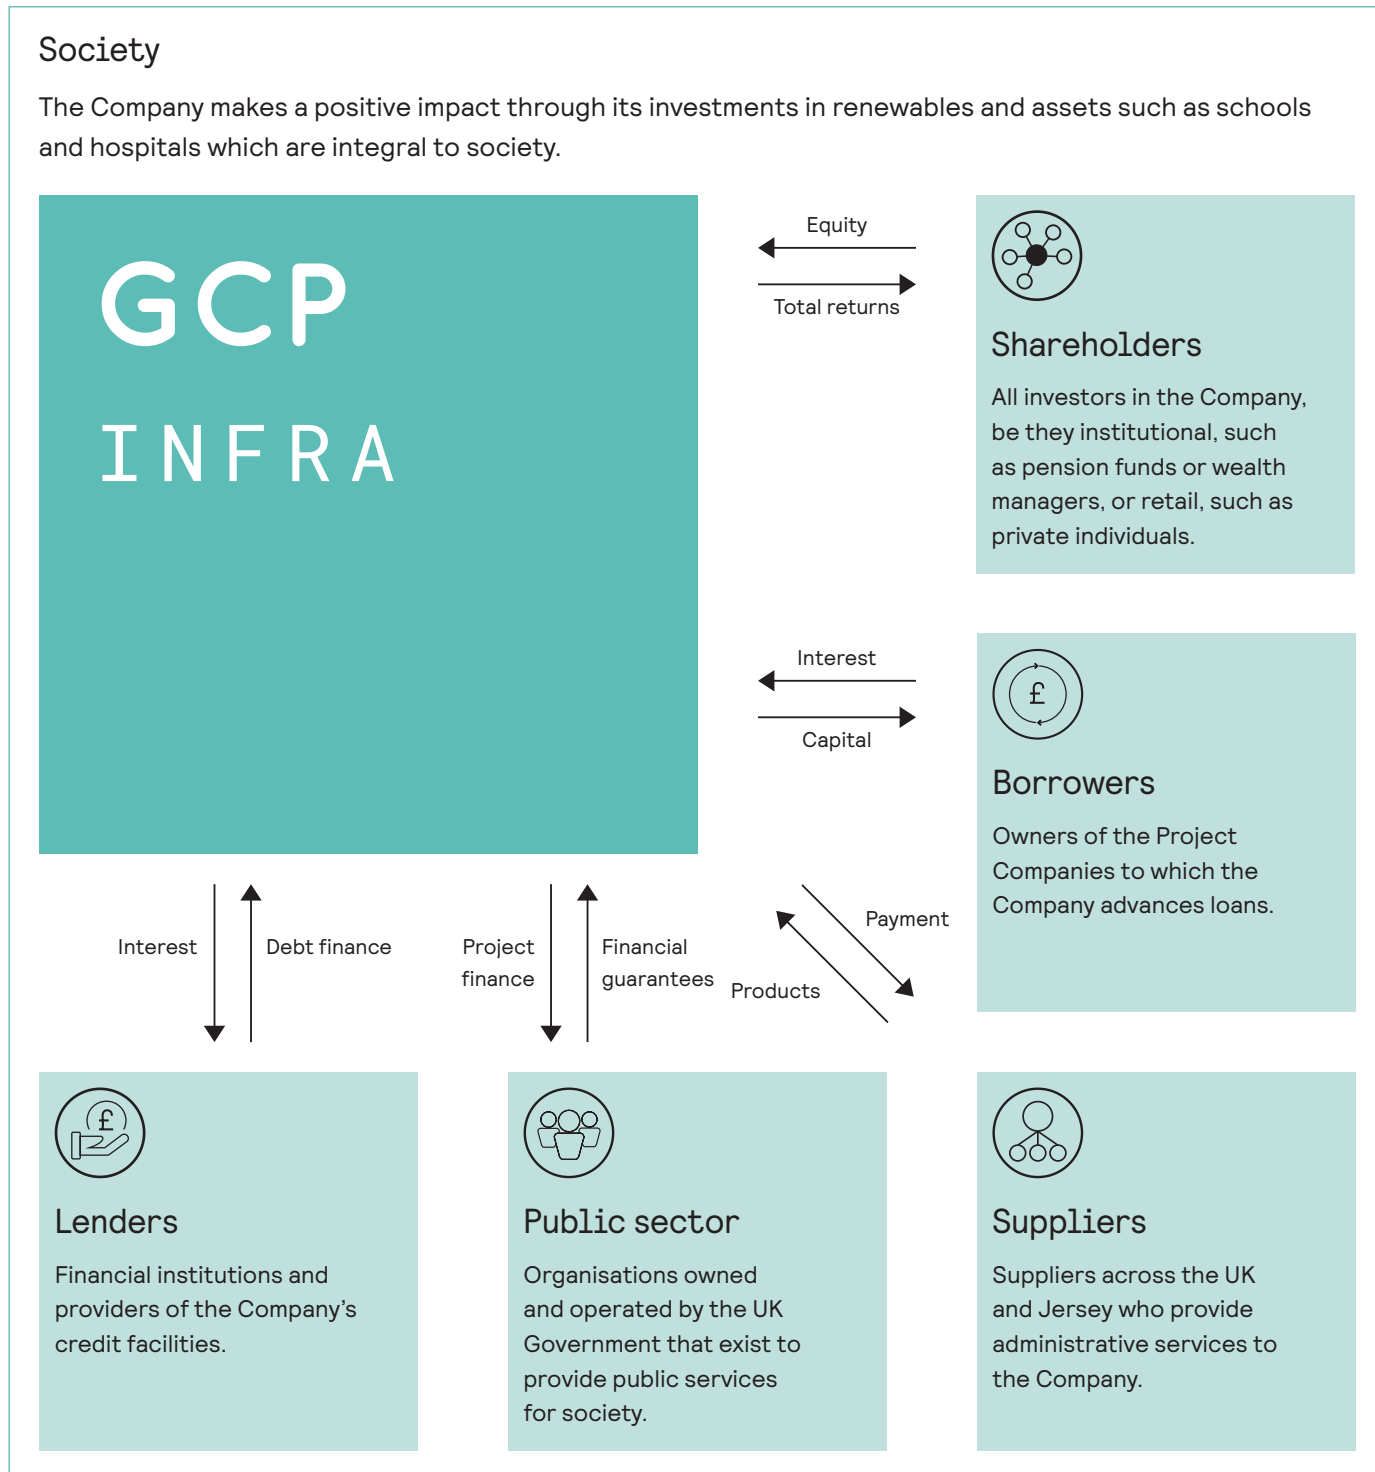 Society
The Company makes a positive impact through its investments in renewables and assets such as schools
and hospitals which are integral to society.
GCP
INFRA
Equity
Total returns
Shareholders
All investors in the Company,
be they institutional, such
as pension funds or wealth
managers, or retail, such as
private individuals.
Interest
Capital
£
Borrowers
Owners of the Project
Companies to which the
Company advances loans.
Interest
Debt finance
Project
finance
Financial
guarantees
Payment
Products
£
Lenders
Financial institutions and
providers of the Company’s
credit facilities.
Public sector
Organisations owned
and operated by the UK
Government that exist to
provide public services
for society.
Suppliers
Suppliers across the UK
and Jersey who provide
administrative services to
the Company.